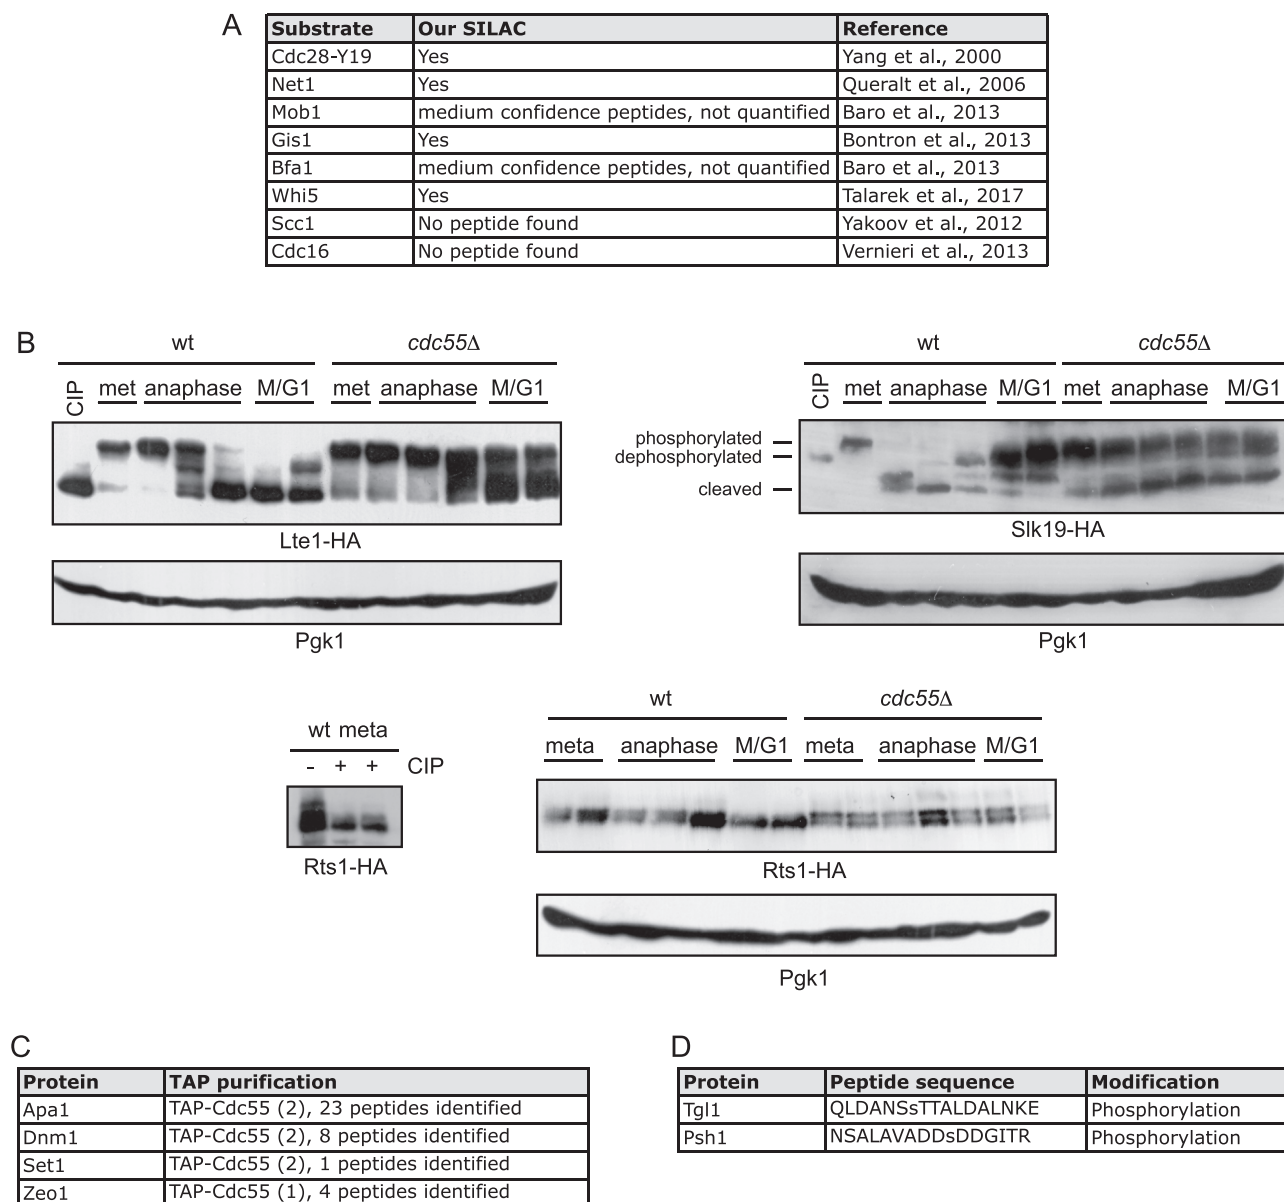 A
Substrate Our SILAC Reference
Cdc28-Y19 Yes Yang et al., 2000
Net1 Yes Queralt et al., 2006
Mob1 medium confidence peptides, not quantified Baro et al., 2013
Gis1 Yes Bontron et al., 2013
Bfa1 medium confidence peptides, not quantified Baro et al., 2013
Whi5 Yes Talarek et al., 2017
Scc1 No peptide found Yakoov et al., 2012
Cdc16 No peptide found Vernieri et al., 2013
B
wt cdc55Δ
CIP met anaphase M/G1 met anaphase M/G1
Lte1-HA
Pgk1
wt cdc55Δ
CIP met anaphase M/G1 met anaphase M/G1
phosphorylated
dephosphorylated
cleaved
Slk19-HA
Pgk1
wt meta
- + + CIP
Rts1-HA
wt cdc55Δ
meta anaphase M/G1 meta anaphase M/G1
Rts1-HA
Pgk1
C
Protein TAP purification
Apa1 TAP-Cdc55 (2), 23 peptides identified
Dnm1 TAP-Cdc55 (2), 8 peptides identified
Set1 TAP-Cdc55 (2), 1 peptides identified
Zeo1 TAP-Cdc55 (1), 4 peptides identified
D
Protein Peptide sequence Modification
Tgl1 QLDANSsTTALDALNKE Phosphorylation
Psh1 NSALAVADDsDDGITR Phosphorylation